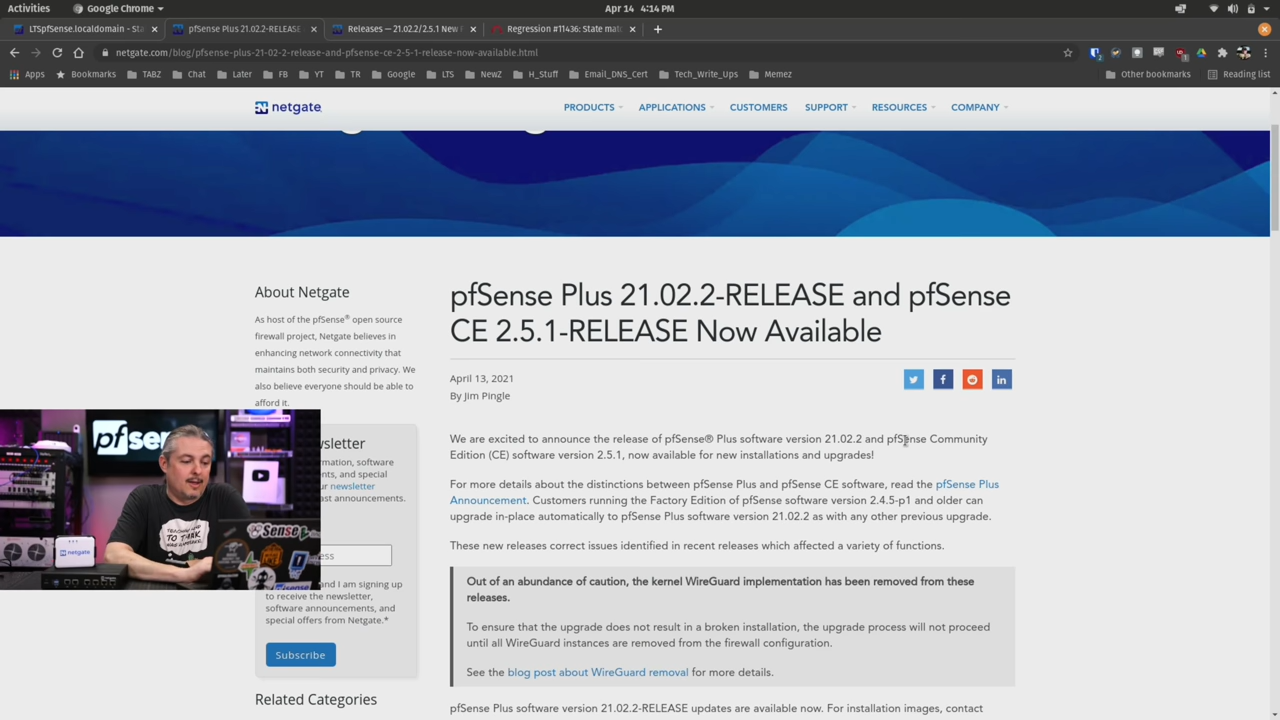 Activities
Google Chrome
Apr 14 4:14 PM
LTSpfSense.localdomain - Sta
pfSense Plus 21.02.2-RELEASE
Releases — 21.02.2/2.5.1 New F
Regression #11436: State mat
netgate.com/blog/pfsense-plus-21-02-2-release-and-pfsense-ce-2-5-1-release-now-available.html
Apps Bookmarks TABZ Chat Later FB YT TR Google LTS NewZ H_Stuff Email_DNS_Cert Tech_Write_Ups Memez Other bookmarks Reading list
netgate
PRODUCTS APPLICATIONS CUSTOMERS SUPPORT RESOURCES COMPANY
pfSense Plus 21.02.2-RELEASE and pfSense
CE 2.5.1-RELEASE Now Available
April 13, 2021
By Jim Pingle
We are excited to announce the release of pfSense® Plus software version 21.02.2 and pfSense Community
Edition (CE) software version 2.5.1, now available for new installations and upgrades!
For more details about the distinctions between pfSense Plus and pfSense CE software, read the pfSense Plus
Announcement. Customers running the Factory Edition of pfSense software version 2.4.5-p1 and older can
upgrade in-place automatically to pfSense Plus software version 21.02.2 as with any other previous upgrade.
These new releases correct issues identified in recent releases which affected a variety of functions.
Out of an abundance of caution, the kernel WireGuard implementation has been removed from these
releases.
To ensure that the upgrade does not result in a broken installation, the upgrade process will not proceed
until all WireGuard instances are removed from the firewall configuration.
See the blog post about WireGuard removal for more details.
pfSense Plus software version 21.02.2-RELEASE updates are available now. For installation images, contact
About Netgate
As host of the pfSense® open source
firewall project, Netgate believes in
enhancing network connectivity that
maintains both security and privacy. We
also believe everyone should be able to
afford it.
wsletter
rmation, software
nts, and special
our newsletter
ast announcements.
ess
and I am signing up
to receive the newsletter,
software announcements, and
special offers from Netgate.*
Subscribe
Related Categories
pfsen
netgate
Sense